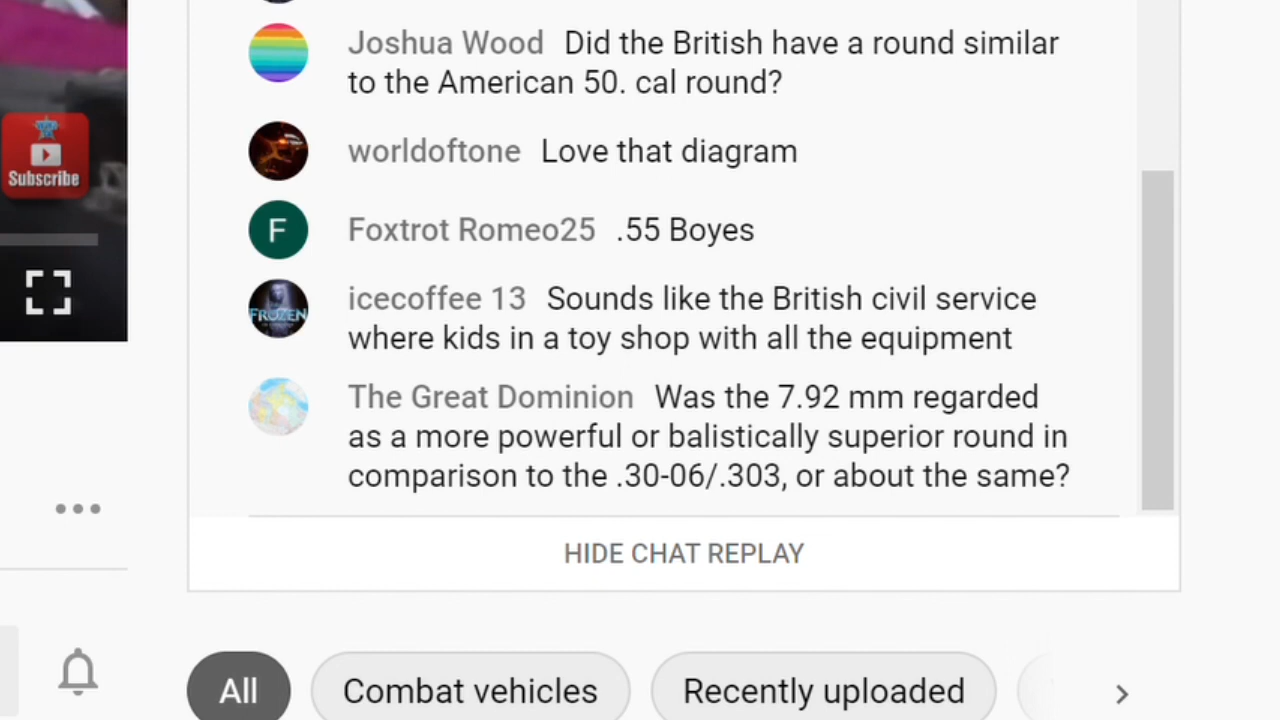 Joshua Wood Did the British have a round similar
to the American 50. cal round?
worldoftone Love that diagram
Subscribe
F Foxtrot Romeo25 .55 Boyes
icecoffee 13 Sounds like the British civil service
FROZEN
where kids in a toy shop with all the equipment
The Great Dominion Was the 7.92 mm regarded
as a more powerful or balistically superior round in
comparison to the .30-06/.303, or about the same?
HIDE CHAT REPLAY
All Combat vehicles Recently uploaded